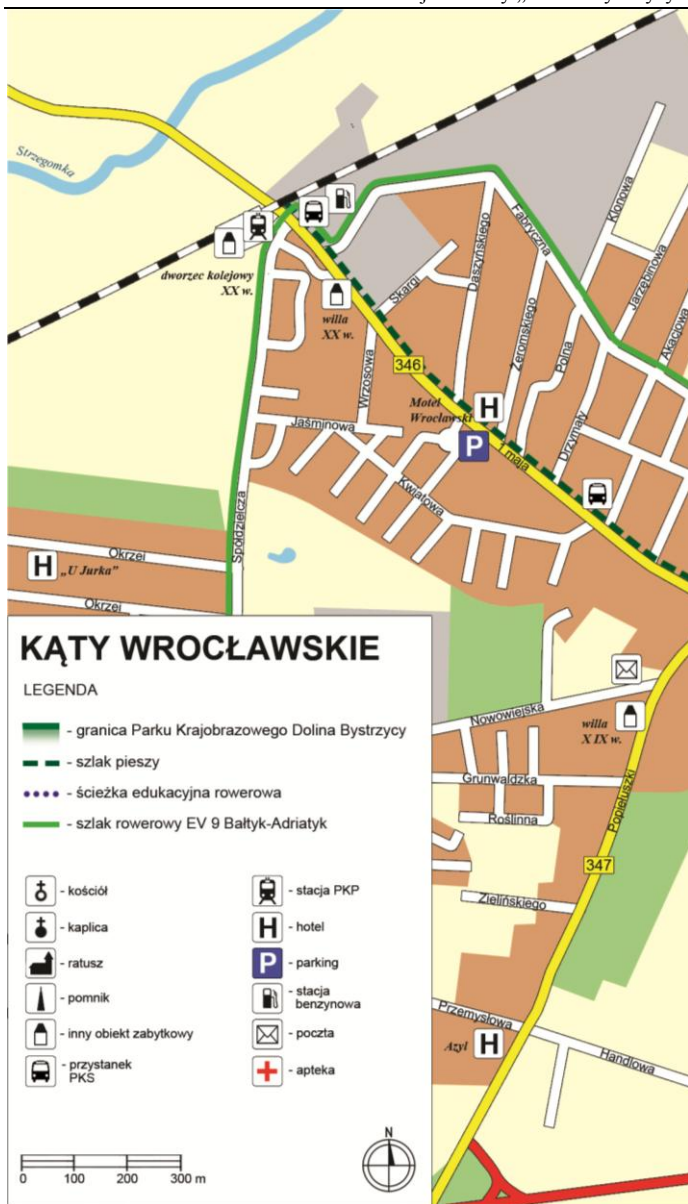 Strzegomka
dworzec kolejowy
XX w.
willa
XX w.
Skargi
Daszyńskiego
Fabryczna
Klonowa
Jarzębinowa
Akacjowa
Żeromskiego
Polna
Drzymały
Wrzosowa
346
Motel
Wrocławski
H
P
1 maja
Jaśminowa
Kwiatowa
Spółdzielcza
Okrzei
H
„U Jurka”
Okrzei
Nowowiejska
willa
X IX w.
Grunwaldzka
Roślinna
Popiełuszki
347
Zielińskiego
Przemysłowa
Azyl
H
Handlowa
KĄTY WROCŁAWSKIE
LEGENDA
- granica Parku Krajobrazowego Dolina Bystrzycy
- szlak pieszy
- ścieżka edukacyjna rowerowa
- szlak rowerowy EV 9 Bałtyk-Adriatyk
- kościół
- kaplica
- ratusz
- pomnik
- inny obiekt zabytkowy
- przystanek
PKS
- stacja PKP
H - hotel
P - parking
- stacja
benzynowa
- poczta
- apteka
0 100 200 300 m
N